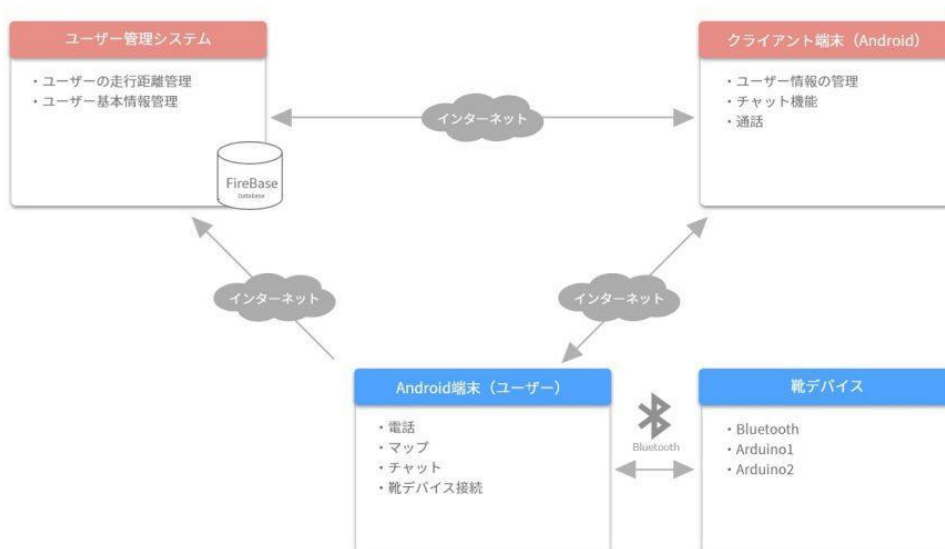 ユーザー管理システム
・ユーザーの走行距離管理
・ユーザー基本情報管理
FireBase
Database
インターネット
クライアント端末（Android）
・ユーザー情報の管理
・チャット機能
・通話
インターネット
インターネット
Android端末（ユーザー）
・電話
・マップ
・チャット
・靴デバイス接続
Bluetooth
靴デバイス
・Bluetooth
・Arduino1
・Arduino2